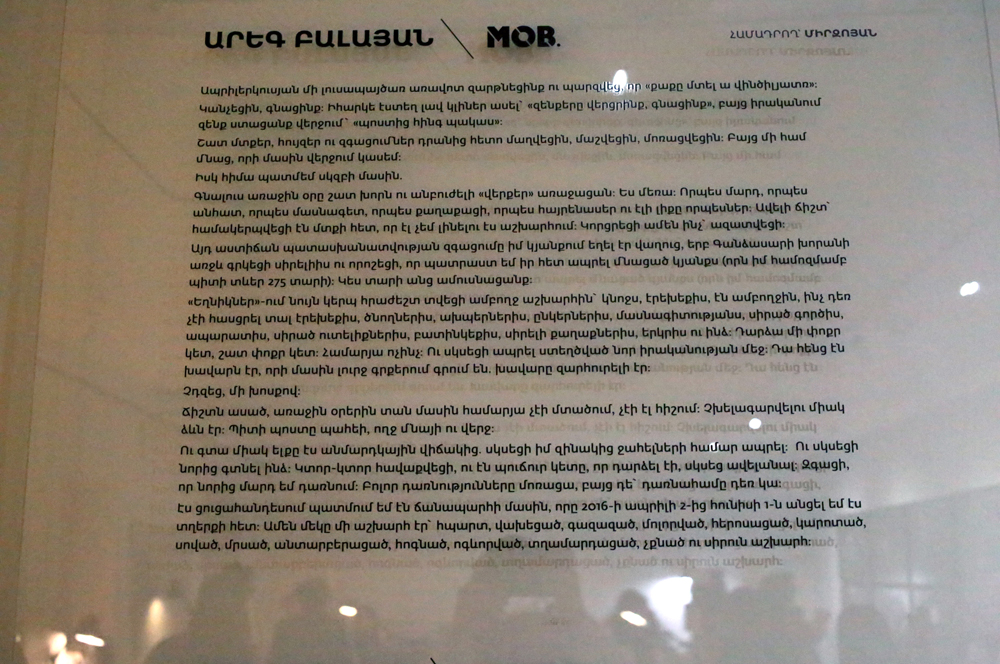 ԱՐԵԳ ԲԱԼԱՅԱՆ \ MOB.
ՀԱՄԱԴՐՈՂ՝ ՄԻՐԶՈՅԱՆ
Ապրիլերկուսյան մի լուսապայծառ առավոտ զարթնեցինք ու պարզվեց, որ «քաքը մտել ա վինծիլյատր»։
Կանչեցին, գնացինք։ Իհարկե էստեղ լավ կլիներ ասել՝ «զենքերը վերցրինք, գնացինք», բայց իրականում
զենք ստացանք վերջում՝ «պոստից հինգ պակաս»։
Շատ մտքեր, հույզեր ու զգացումներ դրանից հետո մաղվեցին, մաշվեցին, մոռացվեցին։ Բայց մի համ
մնաց, որի մասին վերջում կասեմ։
Իսկ հիմա պատմեմ սկզբի մասին.
Գնալուս առաջին օրը շատ խորն ու անբուժելի «վերքեր» առաջացան։ Ես մեռա։ Որպես մարդ, որպես
անհատ, որպես մասնագետ, որպես քաղաքացի, որպես հայրենասեր ու էլի լիքը որպեսներ։ Ավելի ճիշտ՝
համակերպվեցի էն մտքի հետ, որ էլ չեմ լինելու էս աշխարհում։ Կորցրեցի ամեն ինչ՝ ազատվեցի։
Այդ աստիճան պատասխանատվության զգացումը իմ կյանքում եղել էր վաղուց, երբ Գանձասարի խորանի
առջև գրկեցի սիրելիիս ու որոշեցի, որ պատրաստ եմ իր հետ ապրել մնացած կյանքս (որն իմ համոզմամբ
պիտի տևեր 275 տարի)։ Կես տարի անց ամուսնացանք։
«Եղնիկներ»-ում նույն կերպ հրաժեշտ տվեցի ամբողջ աշխարհին՝ կնոջս, էրեխեքիս, էն ամբողջին, ինչ դեռ
չէի հասցրել տալ էրեխեքիս, ծնողներիս, ախպերներիս, ընկերներիս, մասնագիտությանս, սիրած գործիս,
ապարատիս, սիրած ուտելիքներիս, բատինկեքիս, սիրելի քաղաքներիս, երկրիս ու ինձ։ Դարձա մի փոքր
կետ, շատ փոքր կետ։ Համարյա ոչինչ։ Ու սկսեցի ապրել ստեղծված նոր իրականության մեջ։ Դա հենց էն
խավարն էր, որի մասին լուրջ գրքերում գրում են. խավարը զարհուրելի էր։
Չդզեց, մի խոսքով։
Ճիշտն ասած, առաջին օրերին տան մասին համարյա չէի մտածում, չէի էլ հիշում։ Չխելագարվելու միակ
ձևն էր։ Պիտի պոստը պահեի, ողջ մնայի ու վերջ։
Ու գտա միակ ելքը էս անմարդկային վիճակից. սկսեցի իմ զինակից ջահելների համար ապրել։ Ու սկսեցի
նորից գտնել ինձ։ Կտոր-կտոր հավաքվեցի, ու էն պուճուր կետը, որ դարձել էի, սկսեց ավելանալ։ Զգացի,
որ նորից մարդ եմ դառնում։ Բոլոր դառնությունները մոռացա, բայց դե՝ դառնահամը դեռ կա։
Էս ցուցահանդեսում պատմում եմ էն ճանապարհի մասին, որը 2016-ի ապրիլի 2-ից հունիսի 1-ն անցել եմ էս
տղերքի հետ։ Ամեն մեկը մի աշխարհ էր՝ հպարտ, վախեցած, գազազած, մոլորված, հերոսացած, կարոտած,
սոված, մրսած, անտարբերացած, հոգնած, ոգևորված, տղամարդացած, չքնած ու սիրուն աշխարհ։